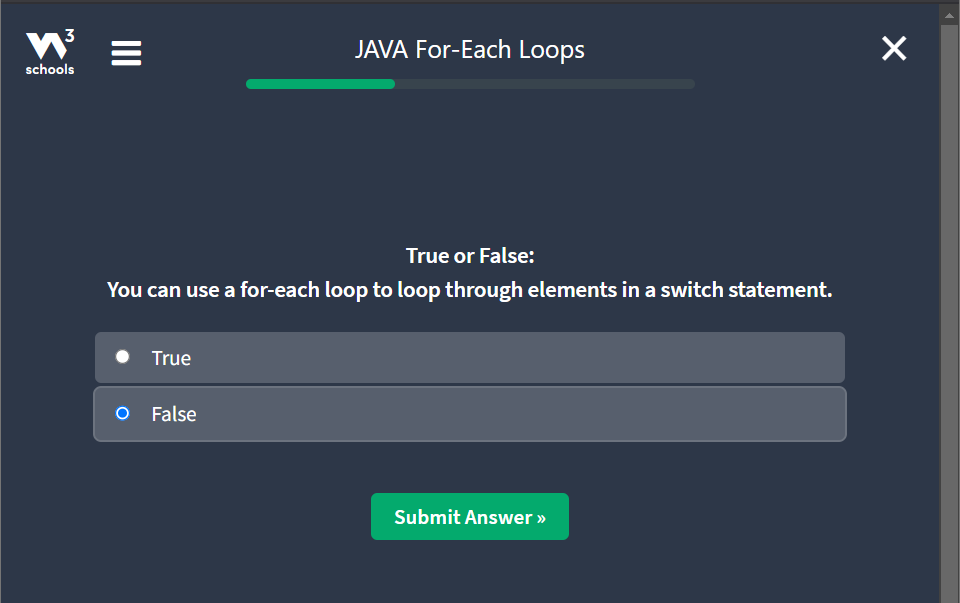 3
schools
JAVA For-Each Loops
True or False:
You can use a for-each loop to loop through elements in a switch statement.
True
False
Submit Answer »